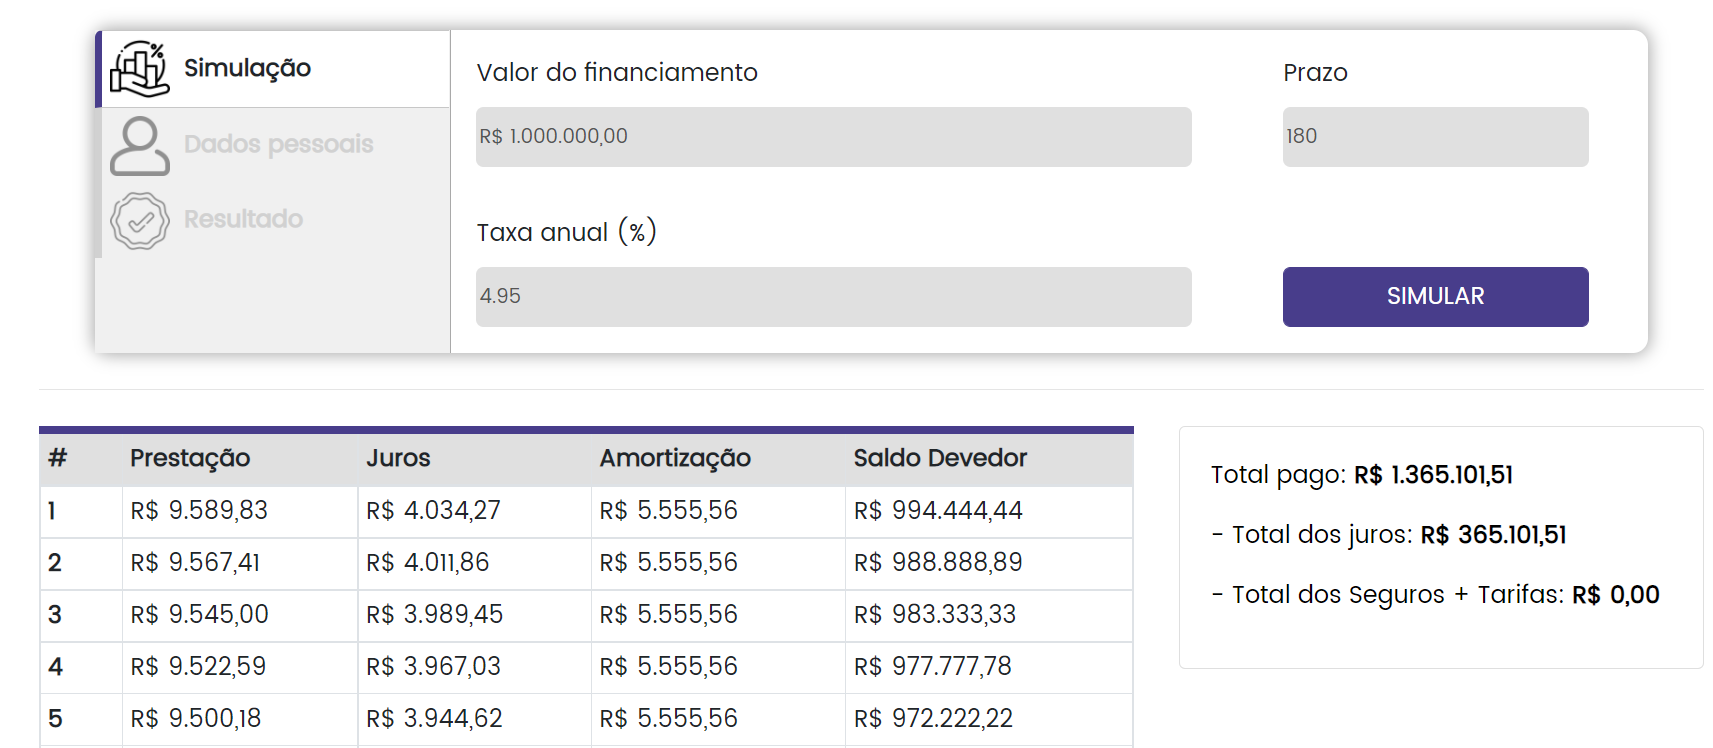 Simulação
Dados pessoais
Resultado
Valor do financiamento
Prazo
R$ 1.000.000,00
180
Taxa anual (%)
4.95
SIMULAR
# Prestação Juros Amortização Saldo Devedor
1 R$ 9.589,83 R$ 4.034,27 R$ 5.555,56 R$ 994.444,44
2 R$ 9.567,41 R$ 4.011,86 R$ 5.555,56 R$ 988.888,89
3 R$ 9.545,00 R$ 3.989,45 R$ 5.555,56 R$ 983.333,33
4 R$ 9.522,59 R$ 3.967,03 R$ 5.555,56 R$ 977.777,78
5 R$ 9.500,18 R$ 3.944,62 R$ 5.555,56 R$ 972.222,22
Total pago: R$ 1.365.101,51
- Total dos juros: R$ 365.101,51
- Total dos Seguros + Tarifas: R$ 0,00